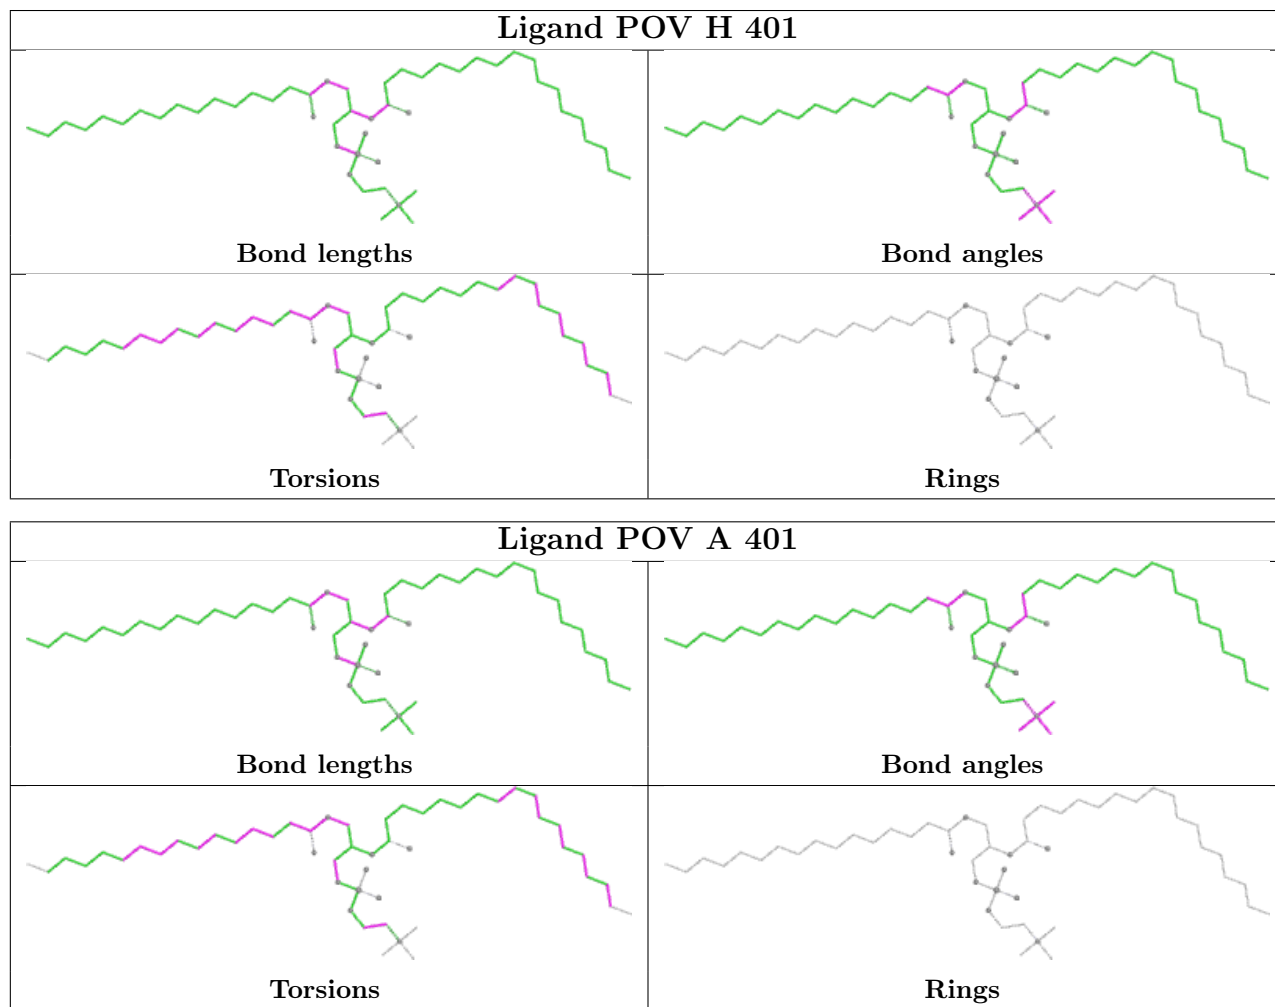 Ligand POV H 401
Bond lengths
Bond angles
Torsions
Rings
Ligand POV A 401
Bond lengths
Bond angles
Torsions
Rings